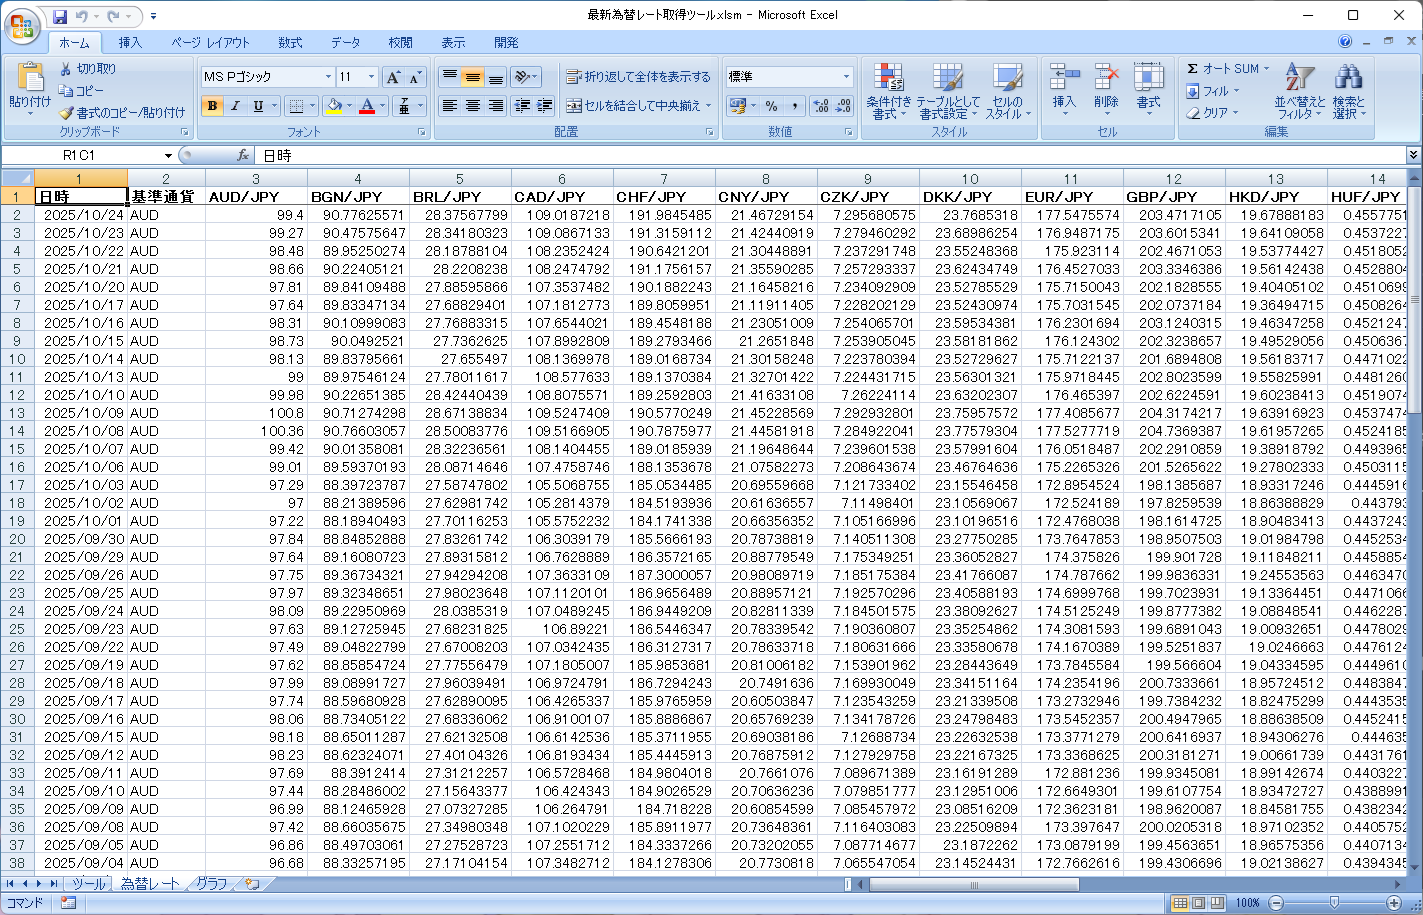 最新為替レート取得ツール.xlsm - Microsoft Excel
ホーム 挿入 ページ レイアウト 数式 データ 校閲 表示 開発
貼り付け 切り取り コピー 書式のコピー/貼り付け クリップボード
MS Pゴシック 11 B I U A 亜 フォント
折り返して全体を表示する セルを結合して中央揃え 配置
標準 % , 数値
条件付き書式 テーブルとして書式設定 セルのスタイル スタイル
挿入 削除 書式 セル
Σ オート SUM フィル クリア 並べ替えとフィルタ 検索と選択 編集
R1C1 fx 日時
1 2 3 4 5 6 7 8 9 10 11 12 13 14
1 日時 基準通貨 AUD/JPY BGN/JPY BRL/JPY CAD/JPY CHF/JPY CNY/JPY CZK/JPY DKK/JPY EUR/JPY GBP/JPY HKD/JPY HUF/JPY
2 2025/10/24 AUD 99.4 90.77625571 28.37567799 109.0187218 191.9845485 21.46729154 7.295680575 23.7685318 177.5475574 203.4717105 19.67888183 0.4557751
3 2025/10/23 AUD 99.27 90.47575647 28.34180323 109.0867133 191.3159112 21.42440919 7.279460292 23.68986254 176.9487175 203.6015341 19.64109058 0.4537227
4 2025/10/22 AUD 98.48 89.95250274 28.18788104 108.2352424 190.6421201 21.30448891 7.237291748 23.55248368 175.923114 202.4671053 19.53774427 0.4518052
5 2025/10/21 AUD 98.66 90.22405121 28.2208238 108.2474792 191.1756157 21.35590285 7.257293337 23.62434749 176.4527033 203.3346386 19.56142438 0.4528804
6 2025/10/20 AUD 97.81 89.84109488 27.88595866 107.3537482 190.1882243 21.16458216 7.234092909 23.52785529 175.7150043 202.1828555 19.40405102 0.4510699
7 2025/10/17 AUD 97.64 89.83347134 27.68829401 107.1812773 189.8059951 21.11911405 7.228202129 23.52430974 175.7031545 202.0737184 19.36494715 0.4508264
8 2025/10/16 AUD 98.31 90.10999083 27.76883315 107.6544021 189.4548188 21.23051009 7.254065701 23.59534381 176.2301694 203.1240315 19.46347258 0.4521247
9 2025/10/15 AUD 98.73 90.0492521 27.7362625 107.8992809 189.2793466 21.2651848 7.253905045 23.58181862 176.124302 202.3238657 19.49529056 0.4506367
10 2025/10/14 AUD 98.13 89.83795661 27.655497 108.1369978 189.0168734 21.30158248 7.223780394 23.52729627 175.7122137 201.6894808 19.56183717 0.4471022
11 2025/10/13 AUD 99 89.97546124 27.78011617 108.577633 189.1370384 21.32701422 7.224431715 23.56301321 175.9718445 202.8023599 19.55825991 0.4481260
12 2025/10/10 AUD 99.98 90.22651385 28.42440439 108.8075571 189.2592803 21.41633108 7.26224114 23.63202307 176.465397 202.6224591 19.60238413 0.4519074
13 2025/10/09 AUD 100.8 90.71274298 28.67138834 109.5247409 190.5770249 21.45228569 7.292932801 23.75957572 177.4085677 204.3174217 19.63916923 0.4537474
14 2025/10/08 AUD 100.36 90.76603057 28.50083776 109.5166905 190.7875977 21.44581918 7.284922041 23.77579304 177.5277719 204.7369387 19.61957265 0.4524185
15 2025/10/07 AUD 99.42 90.01358081 28.32236561 108.1404455 189.0185939 21.19648644 7.239601538 23.57991604 176.0518487 202.2910859 19.38918792 0.4493965
16 2025/10/06 AUD 99.01 89.59370193 28.08714646 107.4758746 188.1353678 21.07582273 7.208643674 23.46764636 175.2265326 201.5265622 19.27802333 0.4503115
17 2025/10/03 AUD 97.29 88.39723787 27.58747802 105.5068755 185.0534485 20.69559668 7.121733402 23.15546458 172.8954524 198.1385687 18.93317246 0.4445916
18 2025/10/02 AUD 97 88.21389596 27.62981742 105.2814379 184.5193936 20.61636557 7.11498401 23.10569067 172.524189 197.8259539 18.86388829 0.443793
19 2025/10/01 AUD 97.22 88.18940493 27.70116253 105.5752232 184.1741338 20.66356352 7.105166996 23.10196516 172.4768038 198.1614725 18.90483413 0.4437243
20 2025/09/30 AUD 97.84 88.84852888 27.83261742 106.3039179 185.5666193 20.78738819 7.140511308 23.27750285 173.7647853 198.9507503 19.01984798 0.4452534
21 2025/09/29 AUD 97.64 89.16080723 27.89315812 106.7628889 186.3572165 20.88779549 7.175349251 23.36052827 174.375826 199.901728 19.11848211 0.4458854
22 2025/09/26 AUD 97.75 89.36734321 27.94294208 107.3633109 187.3000057 20.98089719 7.185175384 23.41766087 174.787662 199.9836331 19.24553563 0.4463470
23 2025/09/25 AUD 97.97 89.32348651 27.98023648 107.1120101 186.9656489 20.88957121 7.192570296 23.40588193 174.6999768 199.7023931 19.13364451 0.4471066
24 2025/09/24 AUD 98.09 89.22950969 28.0385319 107.0489245 186.9449209 20.82811339 7.184501575 23.38092627 174.5125249 199.8777382 19.08848541 0.4462287
25 2025/09/23 AUD 97.63 89.12725945 27.68231825 106.89221 186.5446347 20.78339542 7.190360807 23.35254862 174.3081593 199.6891043 19.00932651 0.4478029
26 2025/09/22 AUD 97.49 89.04822799 27.67008203 107.0342435 186.3127317 20.78633718 7.180631666 23.33580678 174.1670389 199.5251837 19.0246663 0.4476124
27 2025/09/19 AUD 97.62 88.85854724 27.77556479 107.1805007 185.9853681 20.81006182 7.153901962 23.28443649 173.7845584 199.566604 19.04334595 0.4449610
28 2025/09/18 AUD 97.99 89.08991727 27.96039491 106.9724791 186.7294243 20.7491636 7.169930049 23.34151164 174.2354196 200.7333661 18.95724512 0.4483847
29 2025/09/17 AUD 97.74 88.59680928 27.62890095 106.4265337 185.9765959 20.60503847 7.123543259 23.21339508 173.2732946 199.7384232 18.82475299 0.4443535
30 2025/09/16 AUD 98.06 88.73405122 27.68336062 106.9100107 185.8886867 20.65769239 7.134178726 23.24798483 173.5452357 200.4947965 18.88638509 0.4452415
31 2025/09/15 AUD 98.18 88.65011287 27.62132508 106.6142536 185.3711955 20.69038186 7.12688734 23.22632538 173.3771279 200.6416937 18.94306276 0.444635
32 2025/09/12 AUD 98.23 88.62324071 27.40104326 106.8193434 185.4445913 20.76875912 7.127929758 23.22167325 173.3368625 200.3181271 19.00661739 0.4431761
33 2025/09/11 AUD 97.69 88.3912414 27.31212257 106.5728468 184.9804018 20.7661076 7.089671389 23.16191289 172.881236 199.9345081 18.99142674 0.4403227
34 2025/09/10 AUD 97.44 88.28486002 27.15643377 106.424343 184.9026529 20.70636236 7.079851777 23.12951006 172.6649301 199.6107754 18.93472727 0.4388991
35 2025/09/09 AUD 96.99 88.12465928 27.07327285 106.264791 184.718228 20.60854599 7.085457972 23.08516209 172.3623181 198.9620087 18.84581755 0.4382342
36 2025/09/08 AUD 97.42 88.66035675 27.34980348 107.1020229 185.8911977 20.73648361 7.116403083 23.22509894 173.397647 200.0205318 18.97102352 0.4405752
37 2025/09/05 AUD 96.86 88.49703061 27.27528723 107.2551712 184.3337266 20.73202055 7.087714677 23.1872262 173.0879199 199.4563651 18.96575356 0.4407134
38 2025/09/04 AUD 96.68 88.33257195 27.17104154 107.3482712 184.1278306 20.7730818 7.065547054 23.14524431 172.7662616 199.4306696 19.02138627 0.4394345
ツール 為替レート グラフ
コマンド 100%